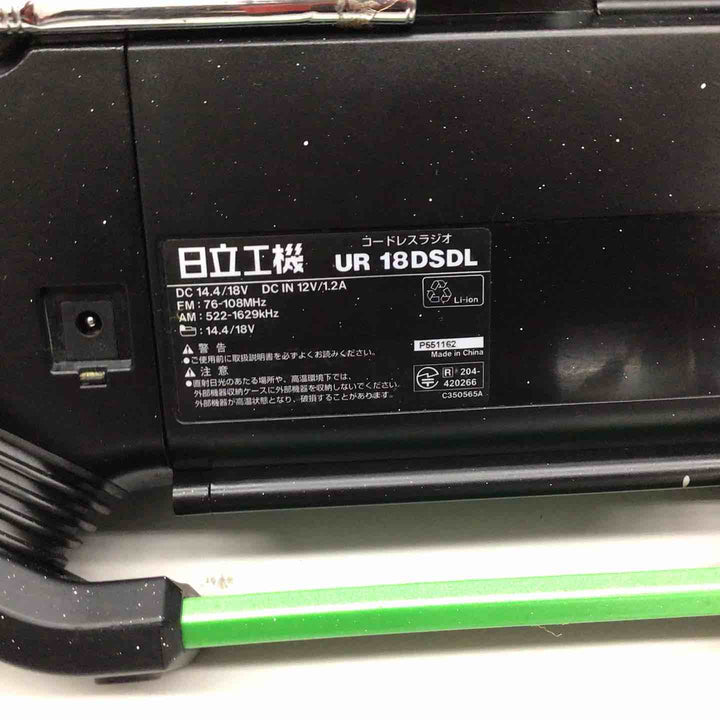 コードレスラジオ
日立工機 UR 18DSDL
DC 14.4/18V DC IN 12V/1.2A
FM : 76-108MHz
AM : 522-1629kHz
: 14.4/18V
Li-ion
警告
●ご使用前に取扱説明書を必ずよくお読みください。
注意
●直射日光のあたる場所や、高温環境下では、
外部機器収納ケースに外部機器を収納しないでください。
外部機器が高温状態となり、破損することがあります。
P551162
Made in China
R 204-
420266
C350565A